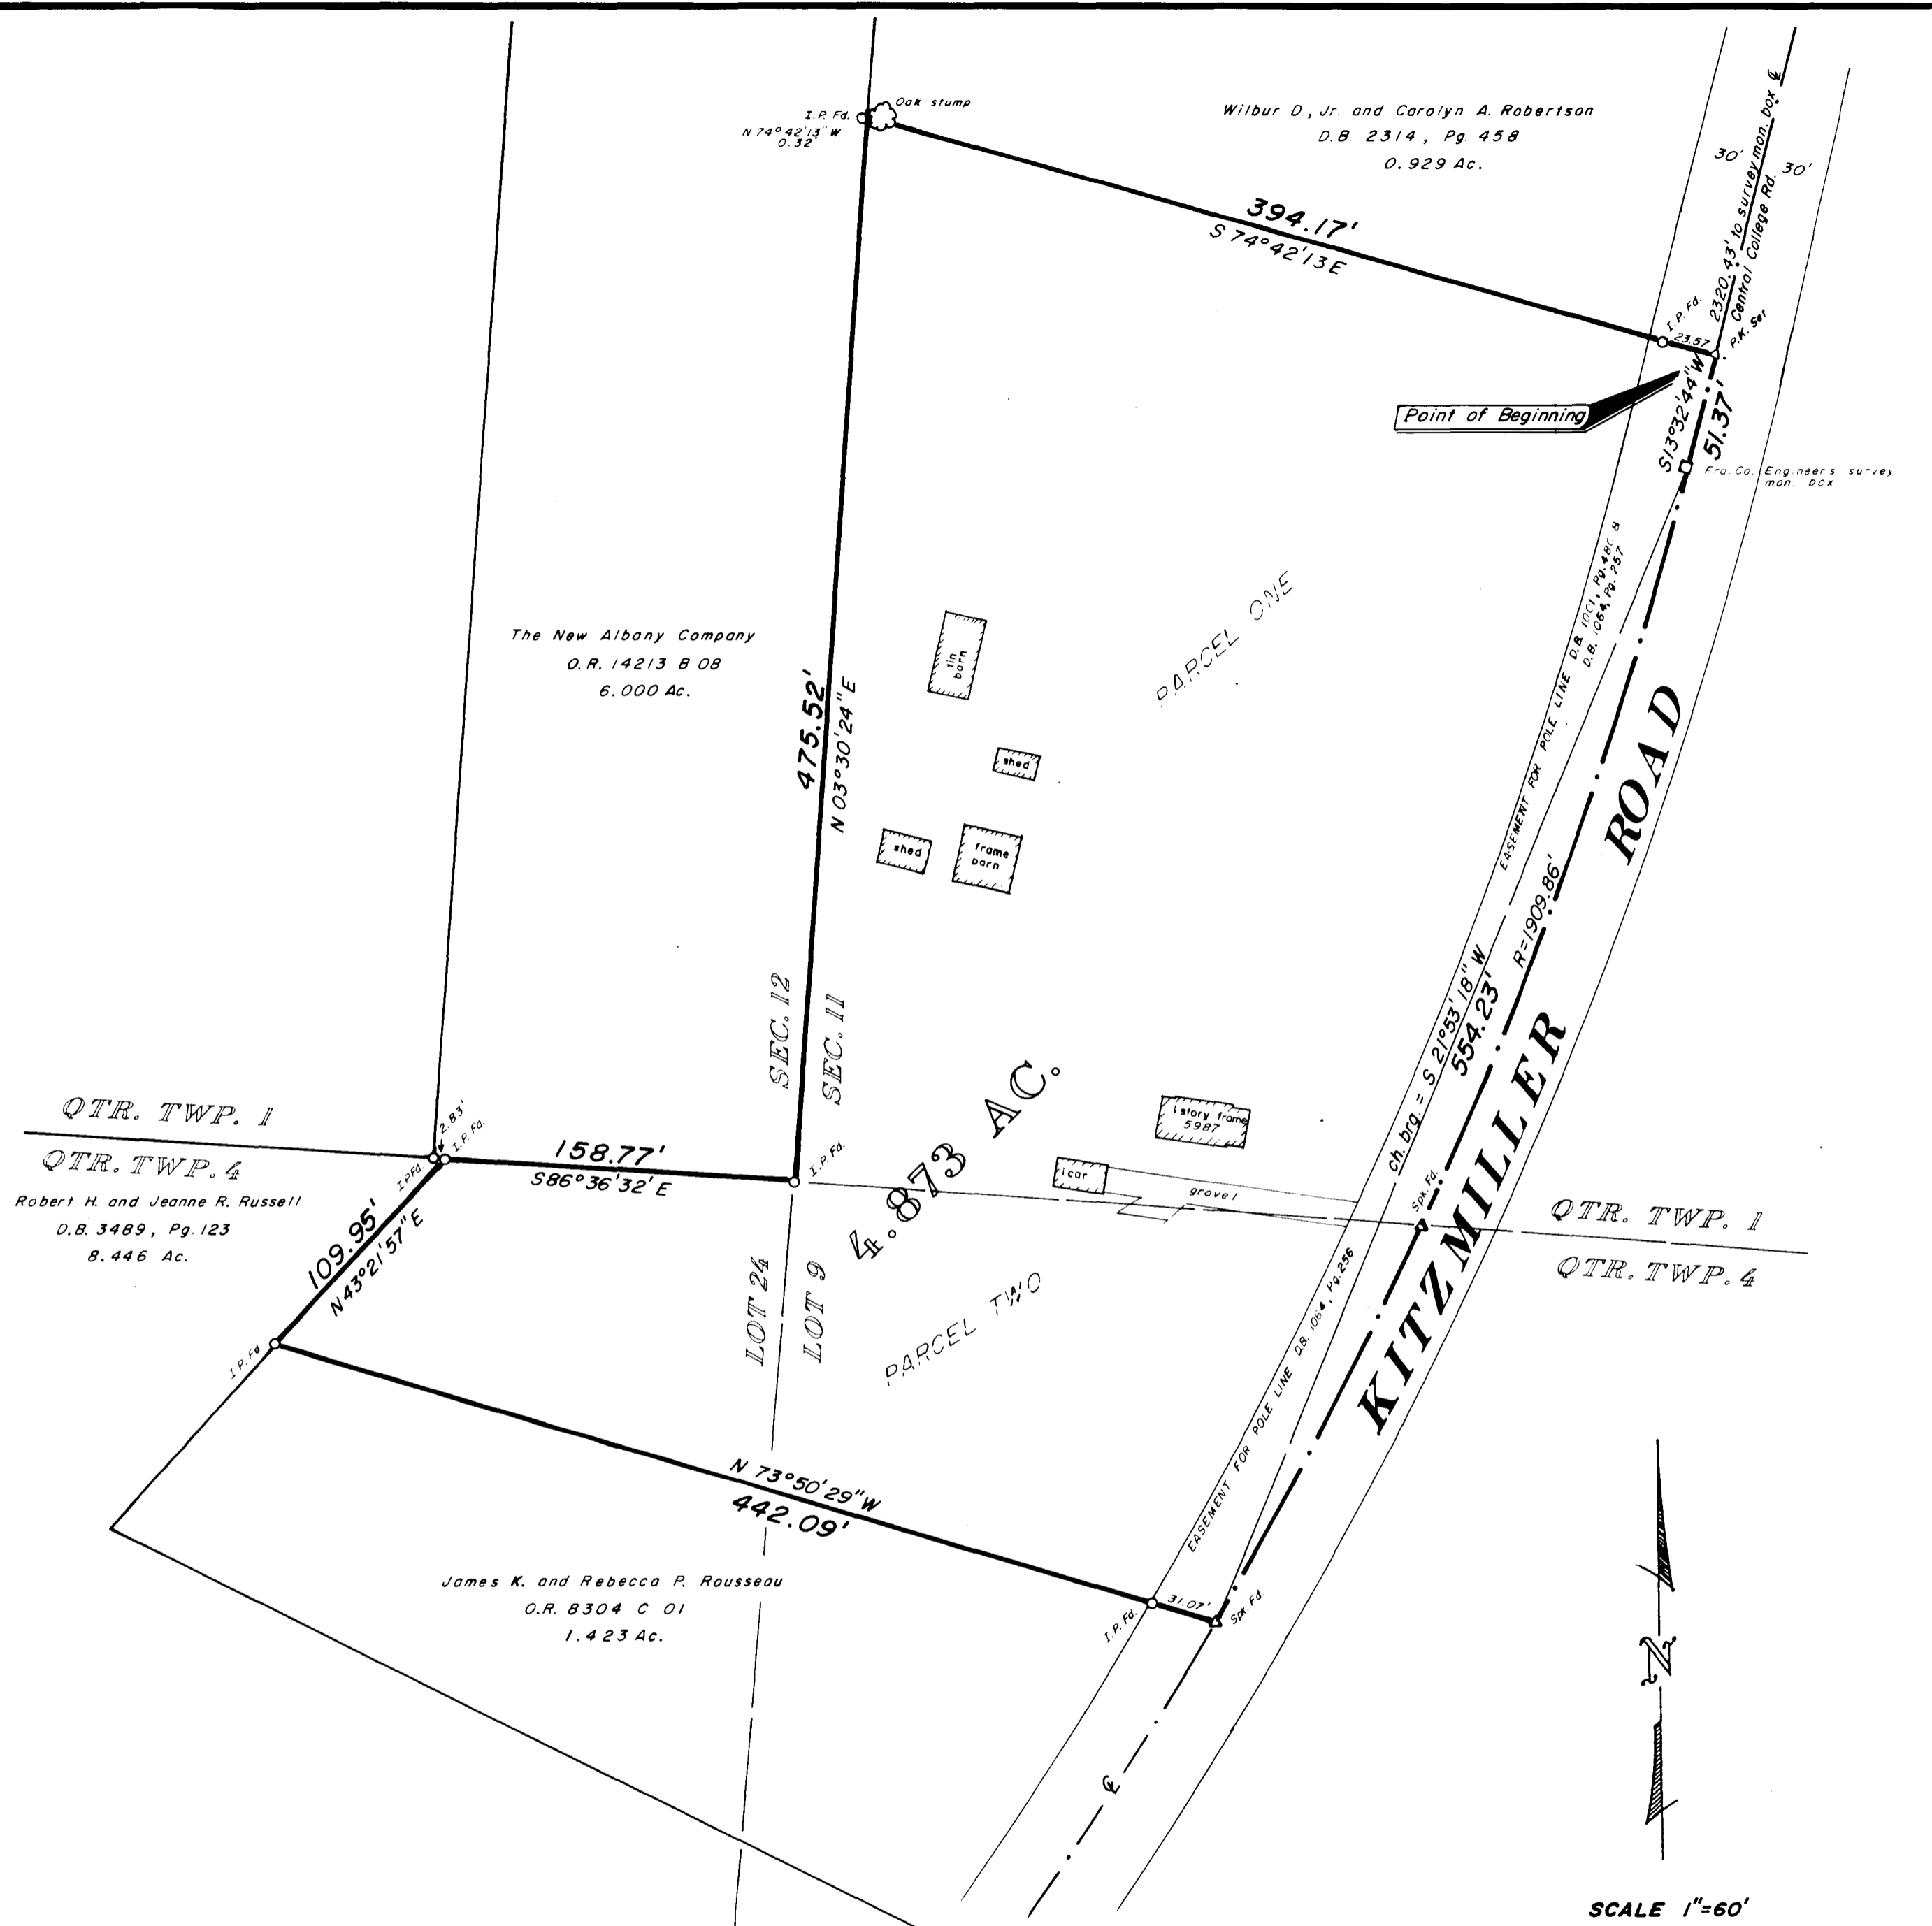 Oak stump
I.P. Fd.
N 74°42'13" W
0.32'
Wilbur D., Jr. and Carolyn A. Robertson
D.B. 2314, Pg. 458
0.929 Ac.
30'
30'
2320.43' to survey mon. box ℄
Central College Rd.
394.17'
S 74°42'13 E
I.P. Fd.
23.57
P.K. Set
Point of Beginning
S13°32'44"W
51.37'
Fra. Co. Engineers survey
mon. box
EASEMENT FOR POLE LINE D.B. 1001, Pg. 480 &
D.B. 1064, Pg. 257
The New Albany Company
O.R. 14213 B 08
6.000 Ac.
475.52'
N 03°30'24" E
tin
barn
PARCEL ONE
shed
shed
frame
barn
ROAD
R=1909.86'
ch. brg. = S 21°53'18" W
554.23'
SEC. 12
SEC. 11
4.873 AC.
1 story frame
5987
1 car
gravel
Spk. Fd.
KITZMILLER
QTR. TWP. 1
QTR. TWP. 4
2.83'
I.P. Fd.
I.P.Fd.
158.77'
S86°36'32' E
I.P. Fd.
QTR. TWP. 1
QTR. TWP. 4
Robert H. and Jeanne R. Russell
D.B. 3489, Pg. 123
8.446 Ac.
109.95'
N43°21'57" E
I.P. Fd
LOT 24
LOT 9
PARCEL TWO
EASEMENT FOR POLE LINE D.B. 1064, Pg. 256
N 73°50'29" W
442.09'
James K. and Rebecca P. Rousseau
O.R. 8304 C 01
1.423 Ac.
I.P. Fd.
31.07'
Spk. Fd.
℄
N
SCALE 1"=60'